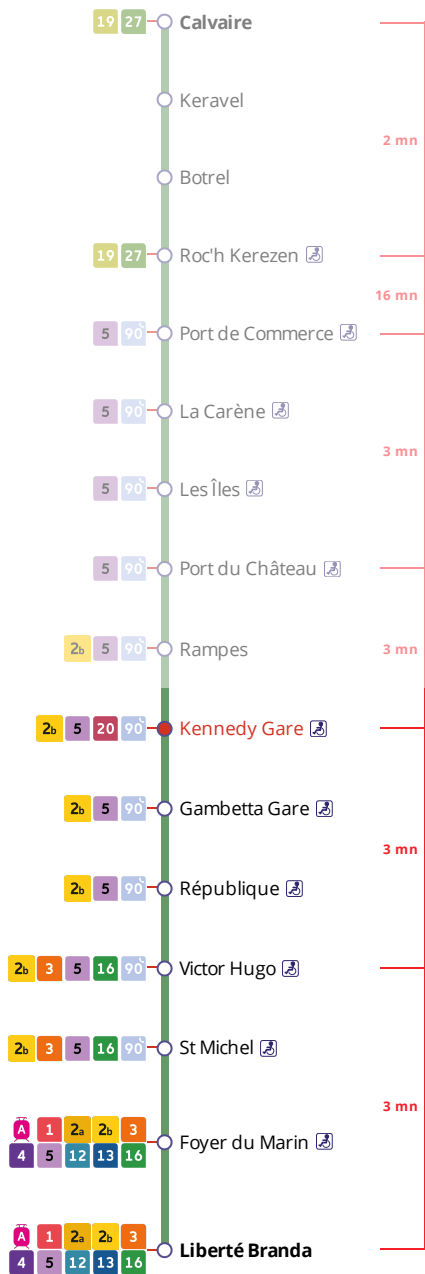 19 27 Calvaire
Keravel
2 mn
Botrel
19 27 Roc'h Kerezen
16 mn
5 90 Port de Commerce
5 90 La Carène
3 mn
5 90 Les Îles
5 90 Port du Château
2b 5 90 Rampes 3 mn
2b 5 20 90 Kennedy Gare
2b 5 90 Gambetta Gare
3 mn
2b 5 90 République
2b 3 5 16 90 Victor Hugo
2b 3 5 16 90 St Michel
3 mn
A 1 2a 2b 3
Foyer du Marin
4 5 12 13 16
A 1 2a 2b 3
Liberté Branda
4 5 12 13 16